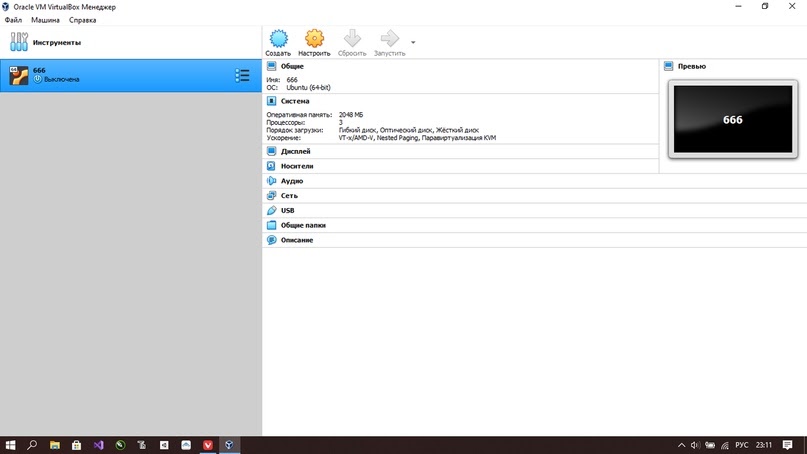 Oracle VM VirtualBox Менеджер
Файл Машина Справка
Инструменты
Создать Настроить Сбросить Запустить
64
666
Выключена
Общие
Имя: 666
ОС: Ubuntu (64-bit)
Система
Оперативная память: 2048 МБ
Процессоры: 3
Порядок загрузки: Гибкий диск, Оптический диск, Жёсткий диск
Ускорение: VT-x/AMD-V, Nested Paging, Паравиртуализация KVM
Дисплей
Носители
Аудио
Сеть
USB
Общие папки
Описание
Превью
666
РУС 23:11